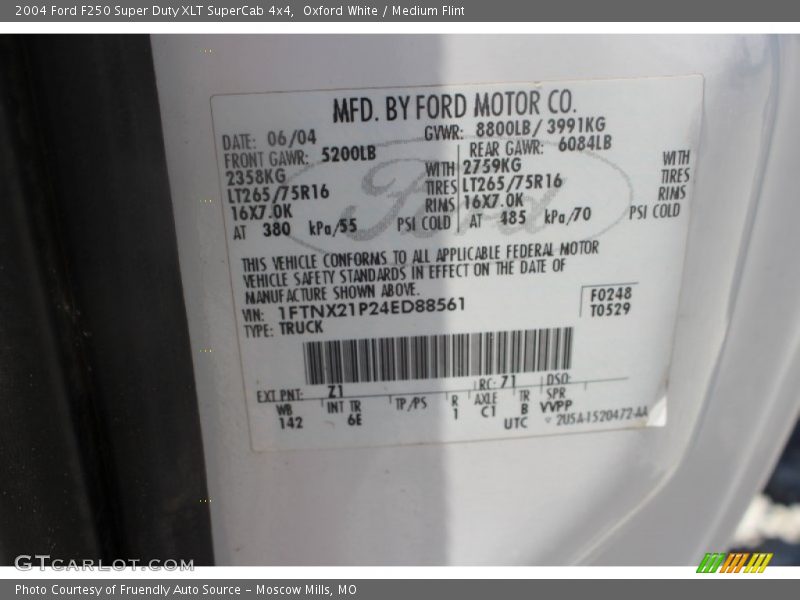 2004 Ford F250 Super Duty XLT SuperCab 4x4,  Oxford White / Medium Flint
MFD. BY FORD MOTOR CO.
DATE: 06/04 GVWR: 8800LB/ 3991KG
FRONT GAWR: 5200LB REAR GAWR: 6084LB
2358KG WITH 2759KG WITH
LT265/75R16 TIRES LT265/75R16 TIRES
16X7.0K RIMS 16X7.0K RIMS
AT 380 kPa/55 PSI COLD AT 485 kPa/70 PSI COLD
Ford
THIS VEHICLE CONFORMS TO ALL APPLICABLE FEDERAL MOTOR
VEHICLE SAFETY STANDARDS IN EFFECT ON THE DATE OF
MANUFACTURE SHOWN ABOVE.
VIN: 1FTNX21P24ED88561 F0248
TYPE: TRUCK T0529
EXT PNT: Z1 RC: 71 DSO:
WB INT TR TP/PS R AXLE TR SPR
142 6E 1 C1 B VVPP
UTC 2U5A-1520472-AA
GTCARLOT.COM
Photo Courtesy of Fruendly Auto Source – Moscow Mills, MO